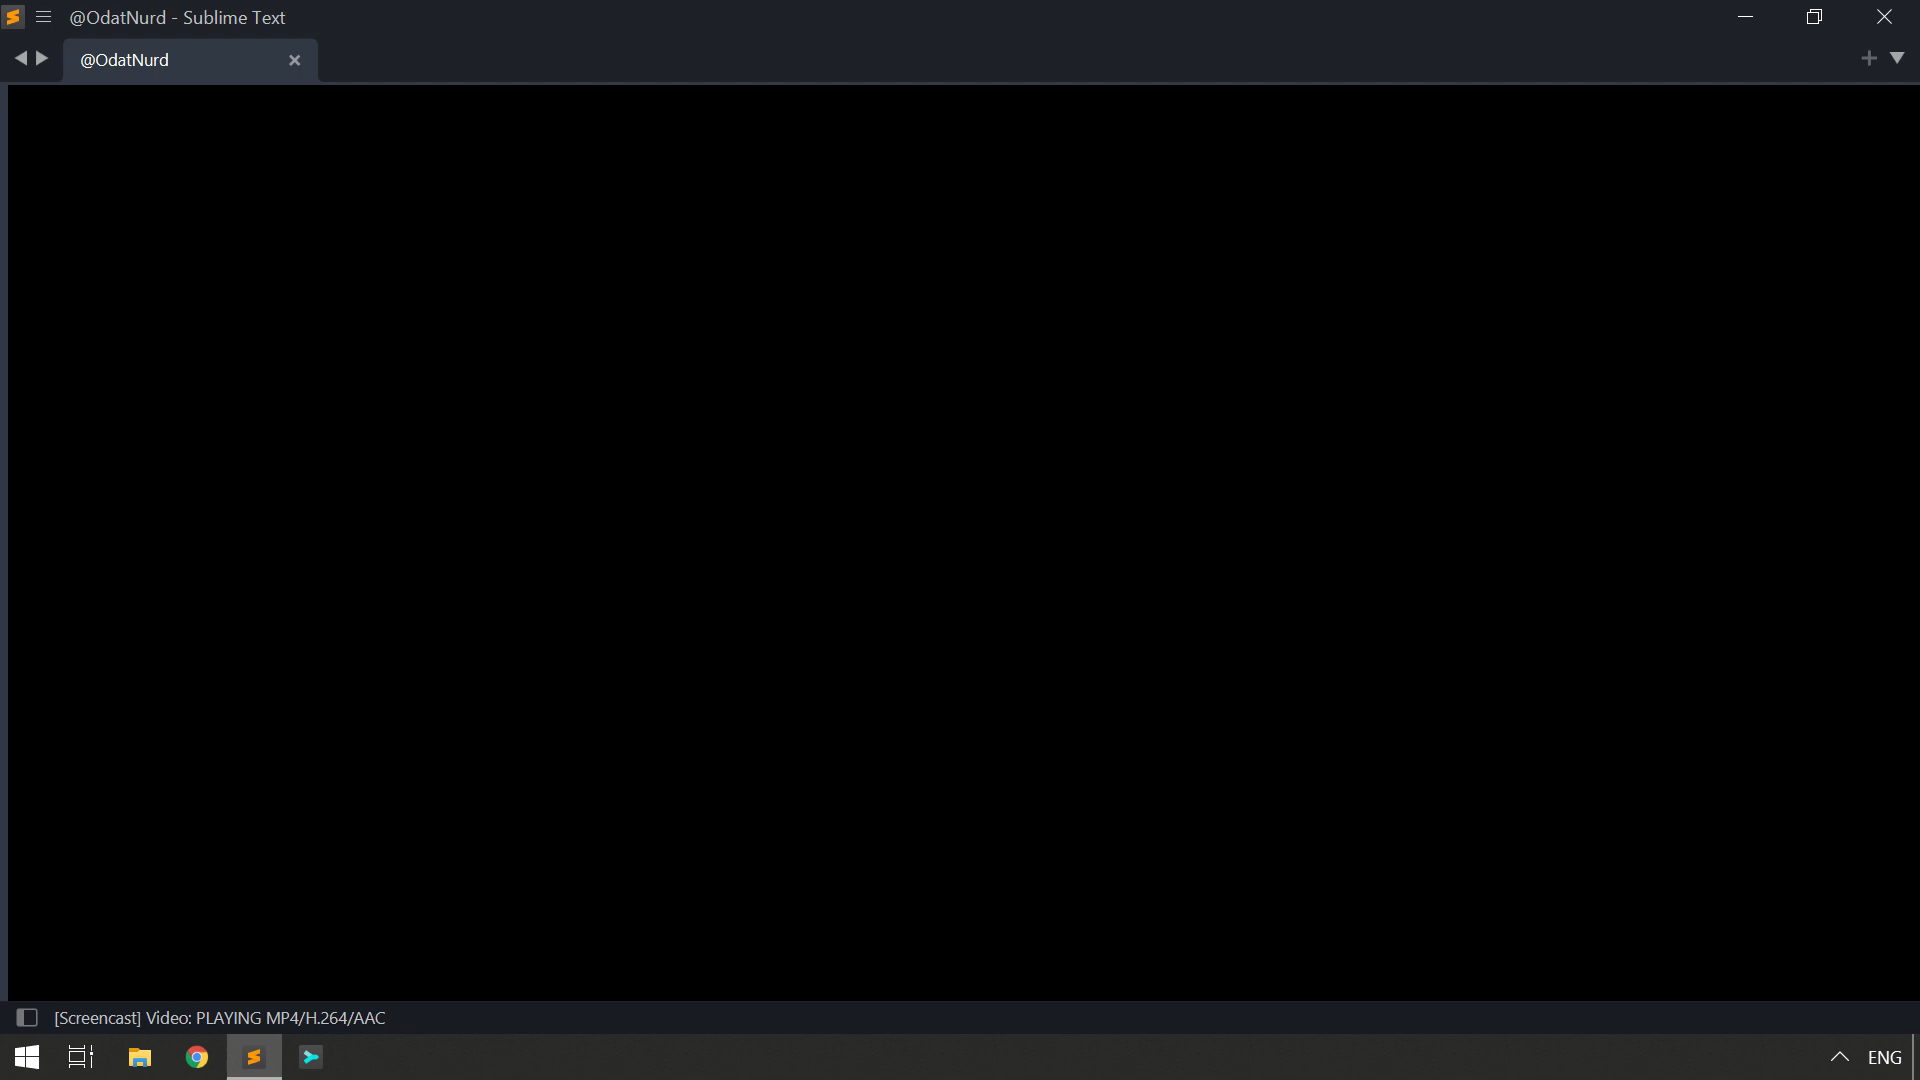 @OdatNurd - Sublime Text
@OdatNurd
[Screencast] Video: PLAYING MP4/H.264/AAC
ENG